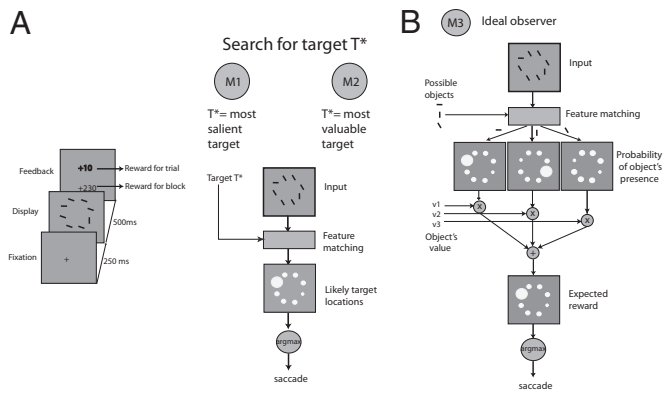 A
Search for target T*
M1
M2
T*= most
salient
target
T*= most
valuable
target
Feedback
+10
Reward for trial
+230
Reward for block
Display
500ms
Fixation
+
250 ms
Target T*
Input
Feature
matching
Likely target
locations
argmax
saccade
B
M3
Ideal observer
Input
Possible
objects
Feature matching
Probability
of object's
presence
v1
v2
v3
x
x
x
Object's
value
+
Expected
reward
argmax
saccade